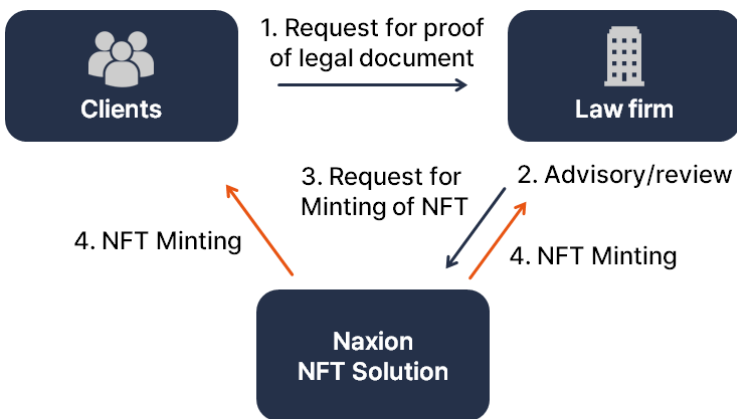 1. Request for proof
of legal document
Clients
Law firm
3. Request for
Minting of NFT
2. Advisory/review
4. NFT Minting
4. NFT Minting
Naxion
NFT Solution